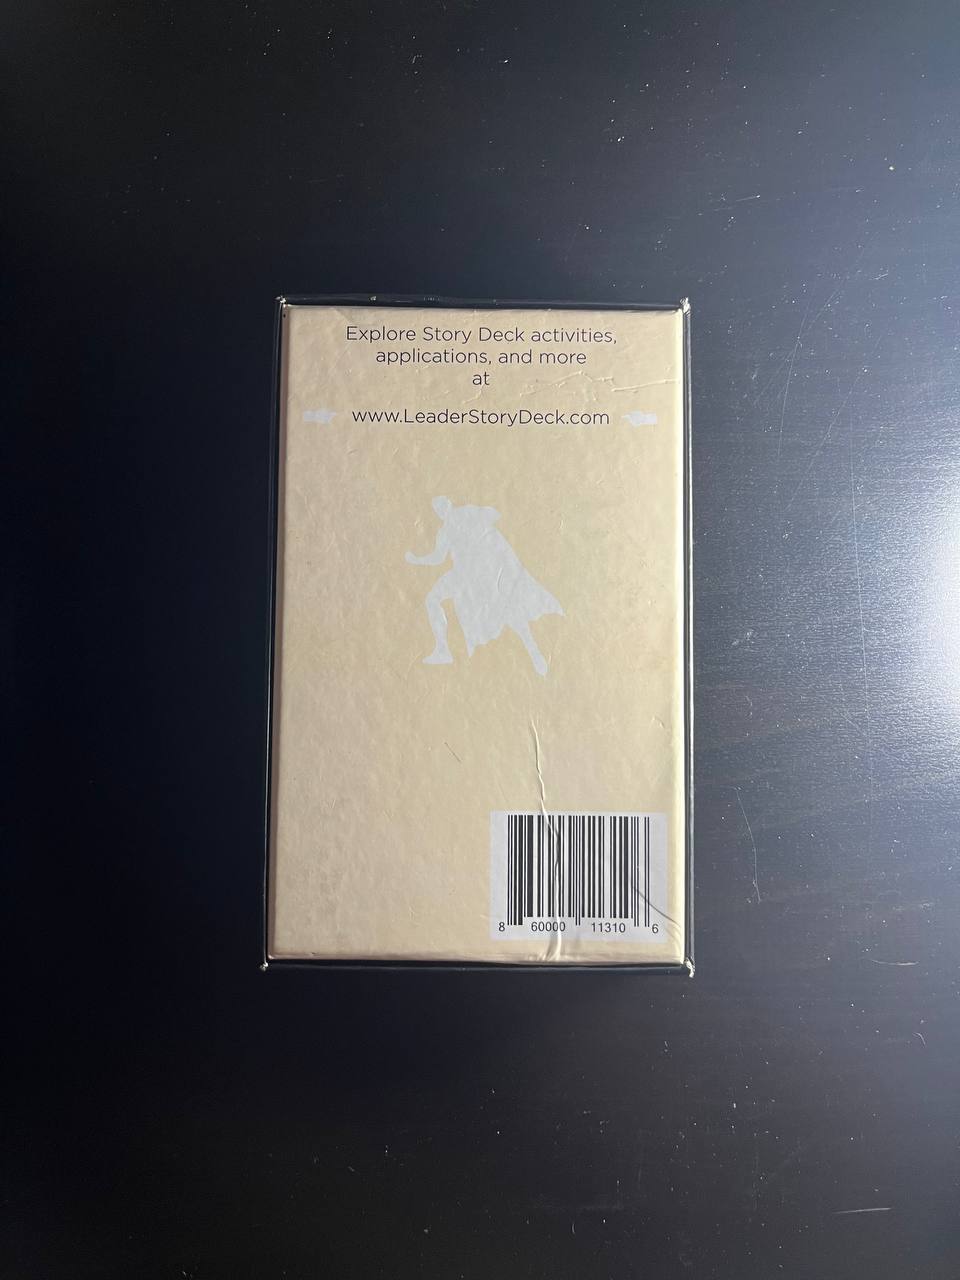 Explore Story Deck activities,
applications, and more
at
www.LeaderStoryDeck.com
8 60000 11310 6